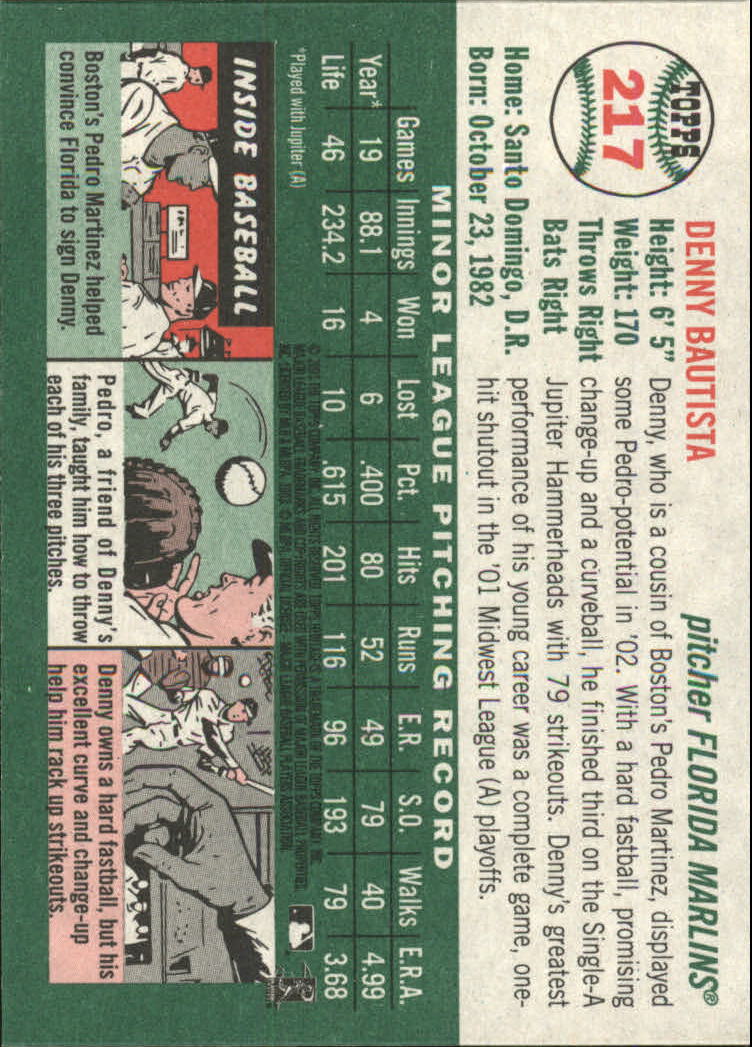 TOPPS
217
DENNY BAUTISTA
pitcher FLORIDA MARLINS®
Height: 6' 5"
Weight: 170
Throws Right
Bats Right
Home: Santo Domingo, D.R.
Born: October 23, 1982
Denny, who is a cousin of Boston's Pedro Martinez, displayed
some Pedro-potential in '02. With a hard fastball, promising
change-up and a curveball, he finished third on the Single-A
Jupiter Hammerheads with 79 strikeouts. Denny's greatest
performance of his young career was a complete game, one-
hit shutout in the '01 Midwest League (A) playoffs.
MINOR LEAGUE PITCHING RECORD
Games Innings Won Lost Pct. Hits Runs E.R. S.O. Walks E.R.A.
Year* 19 88.1 4 6 .400 80 52 49 79 40 4.99
Life 46 234.2 16 10 .615 201 116 96 193 79 3.68
*Played with Jupiter (A)
INSIDE BASEBALL
Boston's Pedro Martinez helped
convince Florida to sign Denny.
Pedro, a friend of Denny's
family, taught him how to throw
each of his three pitches.
Denny owns a hard fastball, but his
excellent curve and change-up
help him rack up strikeouts.